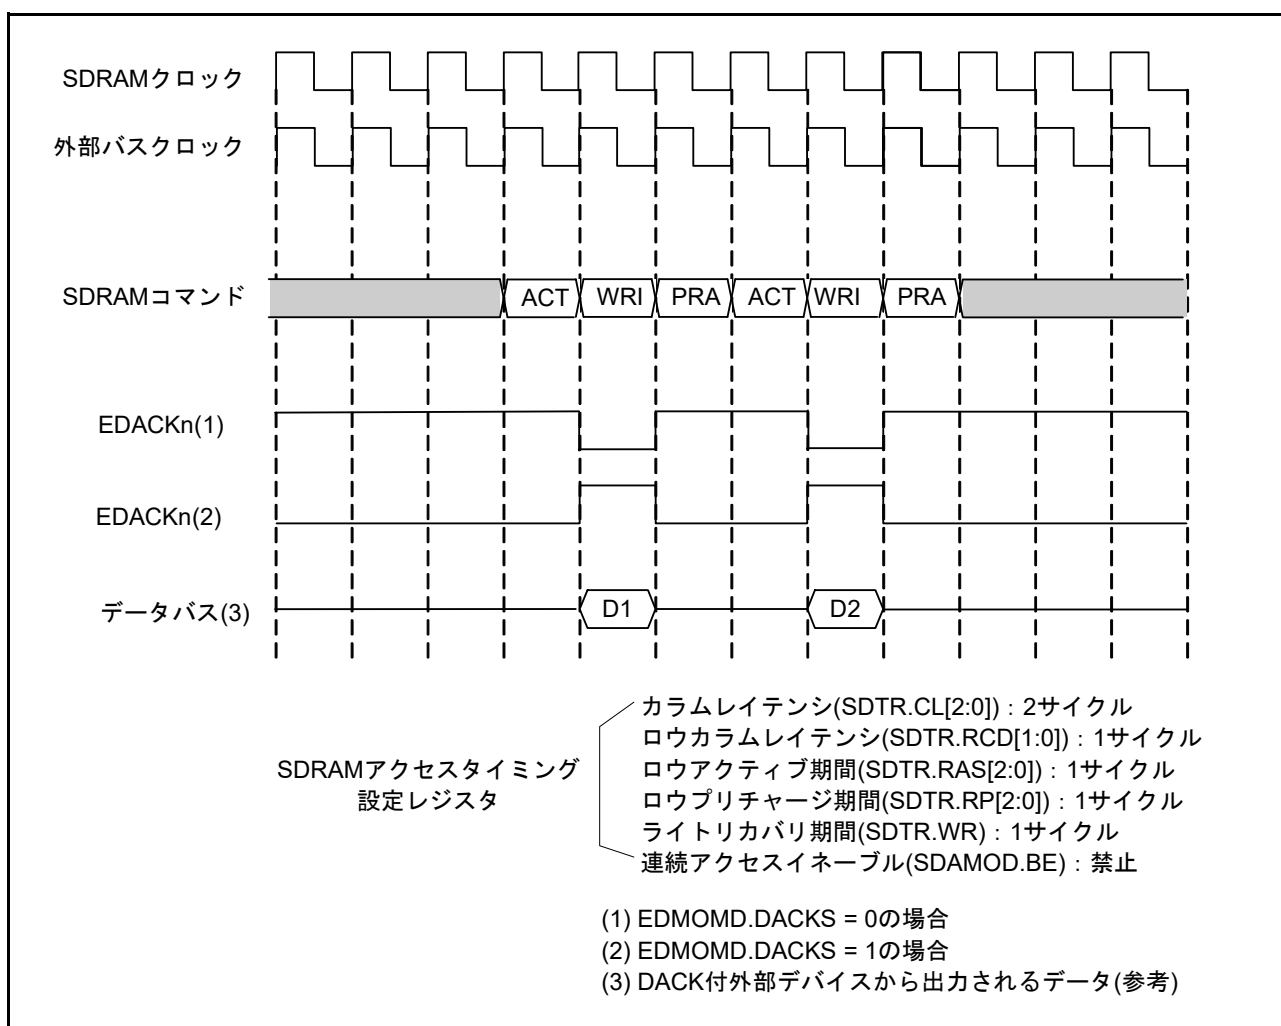 SDRAMクロック
外部バスクロック
SDRAMコマンド ACT WRI PRA ACT WRI PRA
EDACKn(1)
EDACKn(2)
データバス(3) D1 D2
SDRAMアクセスタイミング
設定レジスタ
カラムレイテンシ(SDTR.CL[2:0])：2サイクル
ロウカラムレイテンシ(SDTR.RCD[1:0])：1サイクル
ロウアクティブ期間(SDTR.RAS[2:0])：1サイクル
ロウプリチャージ期間(SDTR.RP[2:0])：1サイクル
ライトリカバリ期間(SDTR.WR)：1サイクル
連続アクセスイネーブル(SDAMOD.BE)：禁止
(1) EDMOMD.DACKS = 0の場合
(2) EDMOMD.DACKS = 1の場合
(3) DACK付外部デバイスから出力されるデータ(参考)